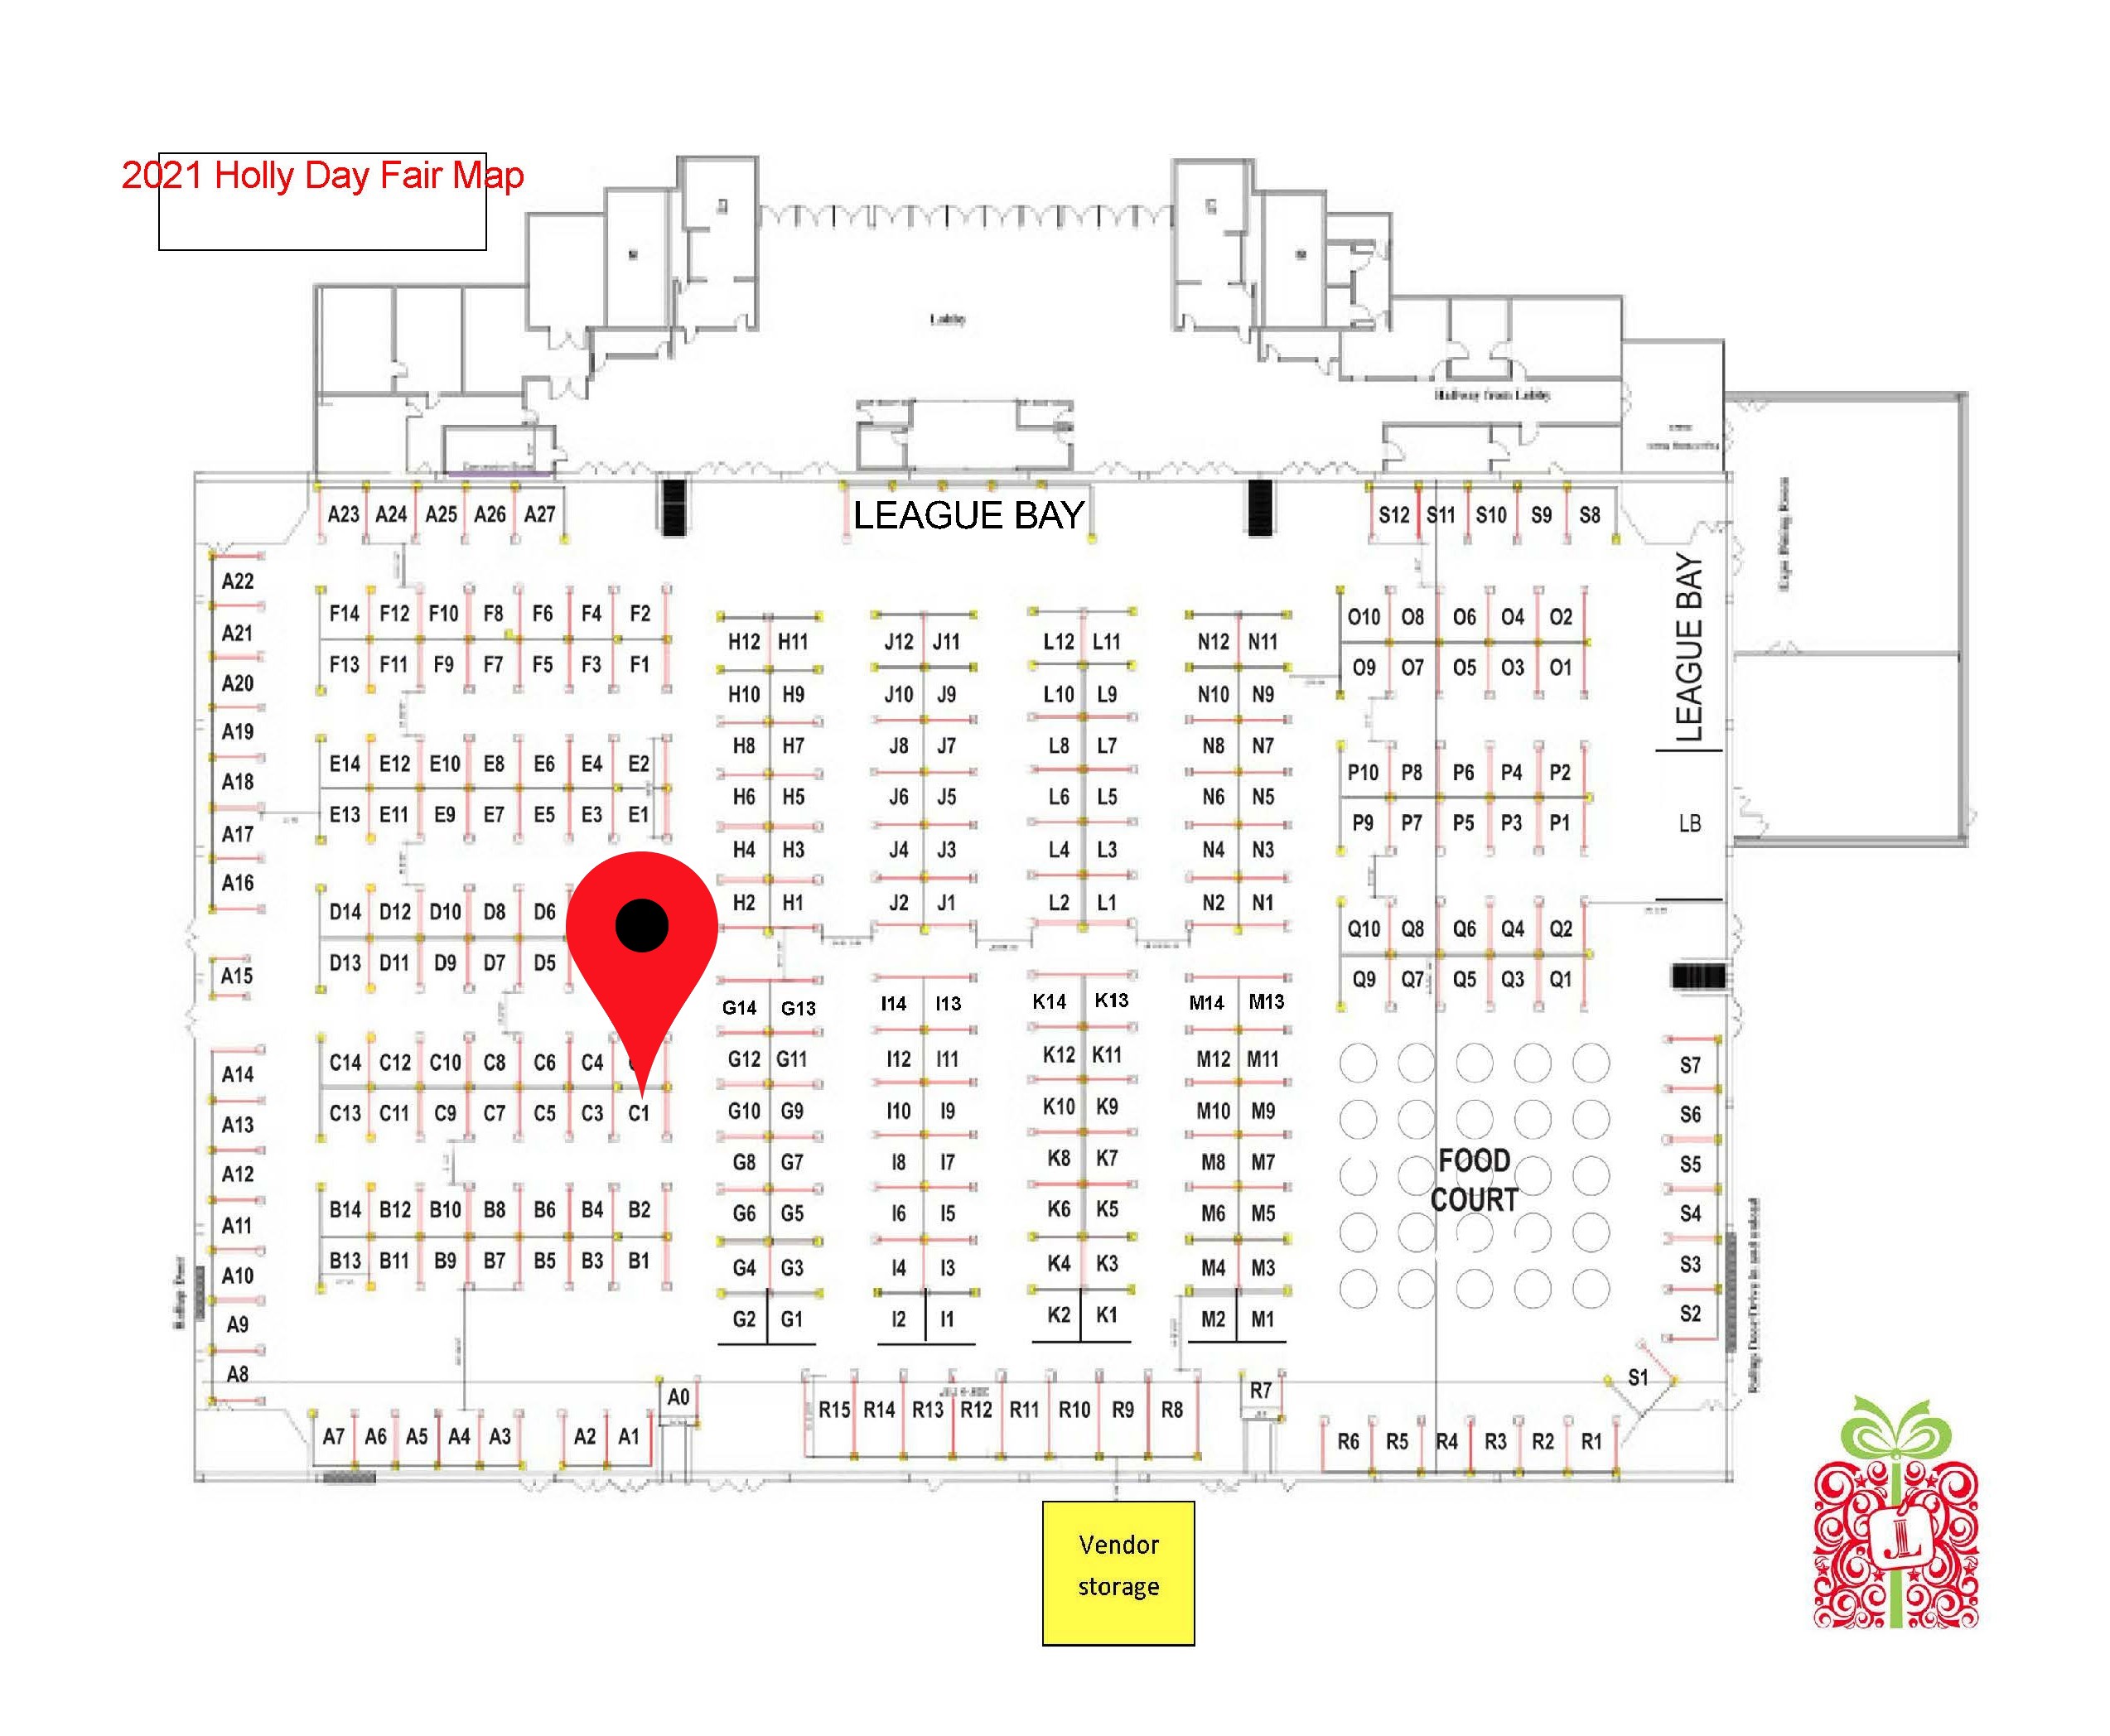 2021 Holly Day Fair Map
Lobby
Hallway from Lobby
LEAGUE BAY
A23 A24 A25 A26 A27
S12 S11 S10 S9 S8
A22
A21
A20
A19
A18
A17
A16
A15
A14
A13
A12
A11
A10
A9
A8
F14 F12 F10 F8 F6 F4 F2
F13 F11 F9 F7 F5 F3 F1
E14 E12 E10 E8 E6 E4 E2
E13 E11 E9 E7 E5 E3 E1
D14 D12 D10 D8 D6
D13 D11 D9 D7 D5
C14 C12 C10 C8 C6 C4
C13 C11 C9 C7 C5 C3 C1
B14 B12 B10 B8 B6 B4 B2
B13 B11 B9 B7 B5 B3 B1
H12 H11
H10 H9
H8 H7
H6 H5
H4 H3
H2 H1
G14 G13
G12 G11
G10 G9
G8 G7
G6 G5
G4 G3
G2 G1
J12 J11
J10 J9
J8 J7
J6 J5
J4 J3
J2 J1
I14 I13
I12 I11
I10 I9
I8 I7
I6 I5
I4 I3
I2 I1
L12 L11
L10 L9
L8 L7
L6 L5
L4 L3
L2 L1
K14 K13
K12 K11
K10 K9
K8 K7
K6 K5
K4 K3
K2 K1
N12 N11
N10 N9
N8 N7
N6 N5
N4 N3
N2 N1
M14 M13
M12 M11
M10 M9
M8 M7
M6 M5
M4 M3
M2 M1
O10 O8 O6 O4 O2
O9 O7 O5 O3 O1
P10 P8 P6 P4 P2
P9 P7 P5 P3 P1
Q10 Q8 Q6 Q4 Q2
Q9 Q7 Q5 Q3 Q1
LEAGUE BAY
LB
FOOD
COURT
S7
S6
S5
S4
S3
S2
S1
A7 A6 A5 A4 A3 A2 A1
A0
R15 R14 R13 R12 R11 R10 R9 R8
R7
R6 R5 R4 R3 R2 R1
Vendor
storage
JL